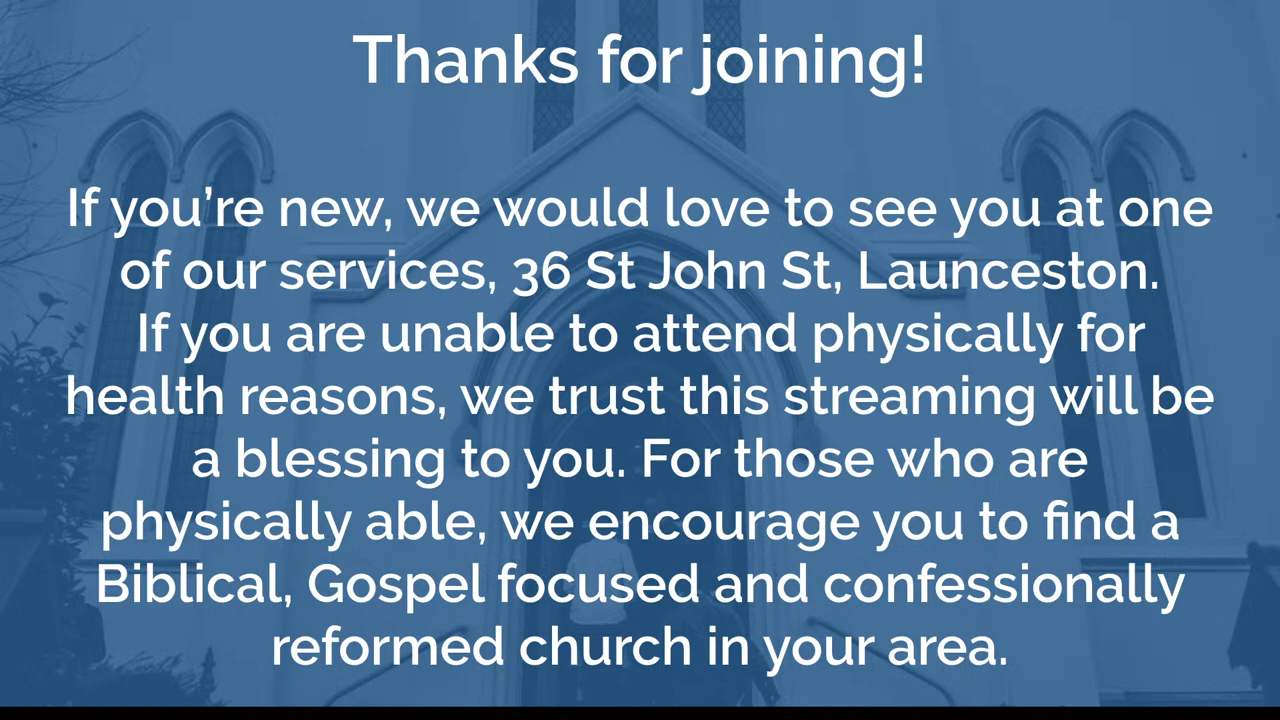 Thanks for joining!
If you’re new, we would love to see you at one
of our services, 36 St John St, Launceston.
If you are unable to attend physically for
health reasons, we trust this streaming will be
a blessing to you. For those who are
physically able, we encourage you to find a
Biblical, Gospel focused and confessionally
reformed church in your area.